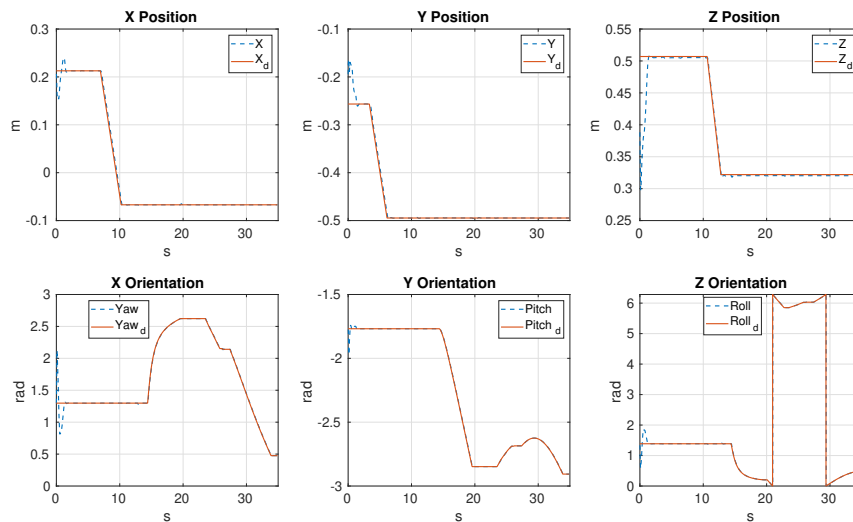 X Position
0.3
0.2
0.1
0
-0.1
m
0 10 20 30
s
X
X_d
Y Position
-0.1
-0.2
-0.3
-0.4
-0.5
m
0 10 20 30
s
Y
Y_d
Z Position
0.55
0.5
0.45
0.4
0.35
0.3
0.25
m
0 10 20 30
s
Z
Z_d
X Orientation
3
2.5
2
1.5
1
0.5
0
rad
0 10 20 30
s
Yaw
Yaw_d
Y Orientation
-1.5
-2
-2.5
-3
rad
0 10 20 30
s
Pitch
Pitch_d
Z Orientation
6
5
4
3
2
1
0
rad
0 10 20 30
s
Roll
Roll_d